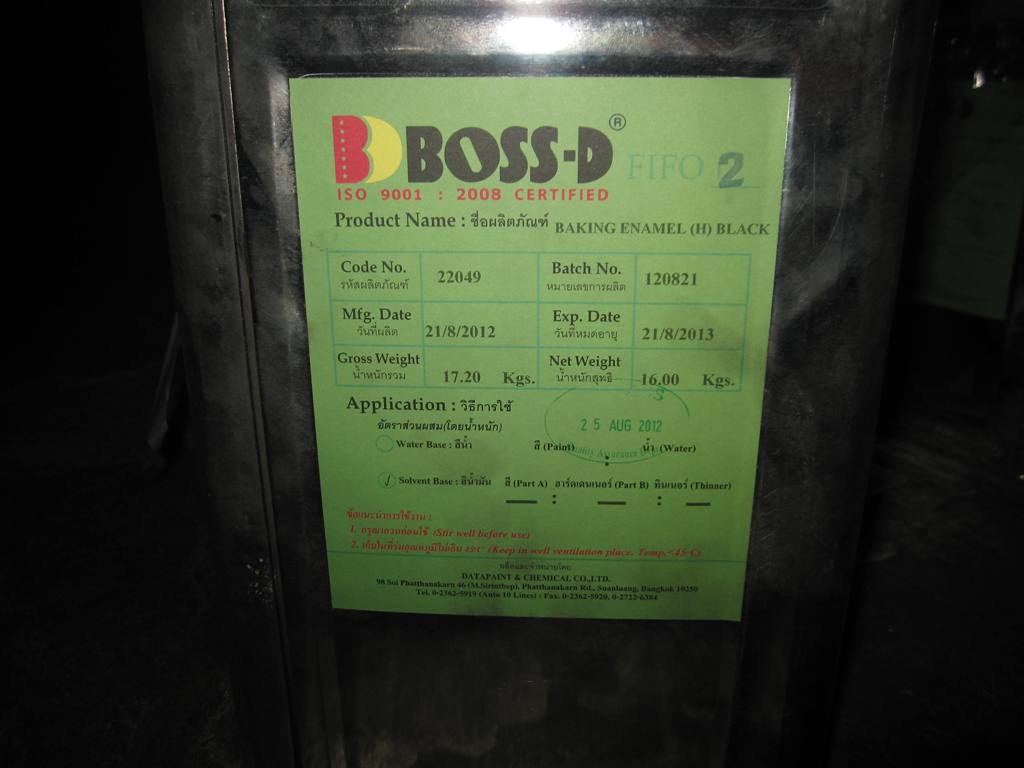 BOSS-D® FIFO 2
ISO 9001 : 2008 CERTIFIED
Product Name : ชื่อผลิตภัณฑ์ BAKING ENAMEL (H) BLACK
Code No. 22049 Batch No. 120821
รหัสผลิตภัณฑ์ หมายเลขการผลิต
Mfg. Date 21/8/2012 Exp. Date 21/8/2013
วันที่ผลิต วันที่หมดอายุ
Gross Weight 17.20 Kgs. Net Weight 16.00 Kgs.
น้ำหนักรวม น้ำหนักสุทธิ
Application : วิธีการใช้
25 AUG 2012
อัตราส่วนผสม(โดยน้ำหนัก)
Water Base : สีน้ำ สี (Paint) : น้ำ (Water)
Quality Assurance
Solvent Base : สีน้ำมัน สี (Part A) ฮาร์ดเดนเนอร์ (Part B) ทินเนอร์ (Thinner)
— : — : —
ข้อแนะนำการใช้งาน :
1. กรุณากวนก่อนใช้ (Stir well before use)
2. เก็บในที่ร่มอุณหภูมิไม่เกิน 45°C (Keep in well ventilation place. Temp.<45°C)
ผลิตและจำหน่ายโดย
DATAPAINT & CHEMICAL CO.,LTD.
98 Soi Phatthanakarn 46 (M.Sirinthep), Phatthanakarn Rd., Suanluang, Bangkok 10250
Tel. 0-2362-5919 (Auto 10 Lines) : Fax. 0-2362-5920, 0-2722-6384